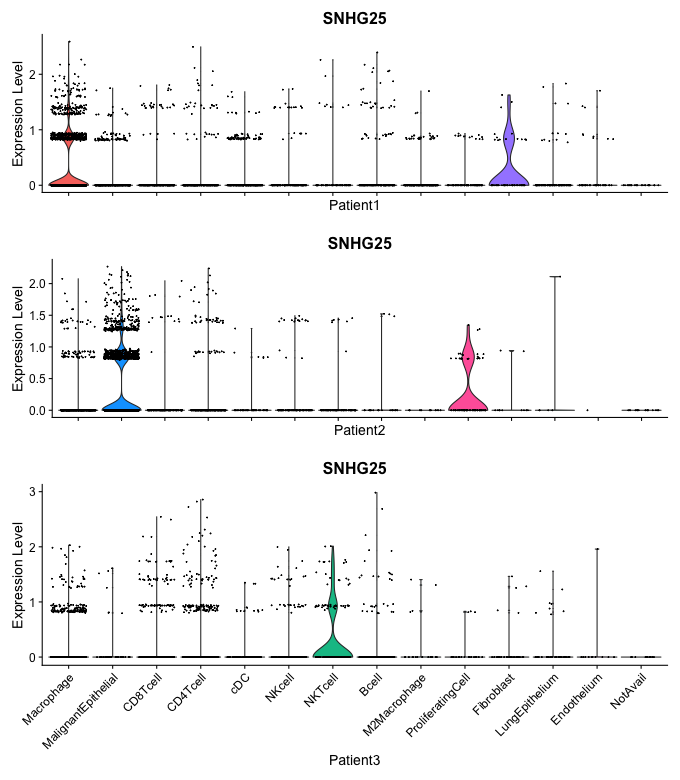 SNHG25
Expression Level
2
1
0
Patient1
SNHG25
Expression Level
2.0
1.5
1.0
0.5
0.0
Patient2
SNHG25
Expression Level
3
2
1
0
Macrophage
MalignantEpithelial
CD8Tcell
CD4Tcell
cDC
NKcell
NKTcell
Bcell
M2Macrophage
ProliferatingCell
Fibroblast
LungEpithelium
Endothelium
NotAvail
Patient3